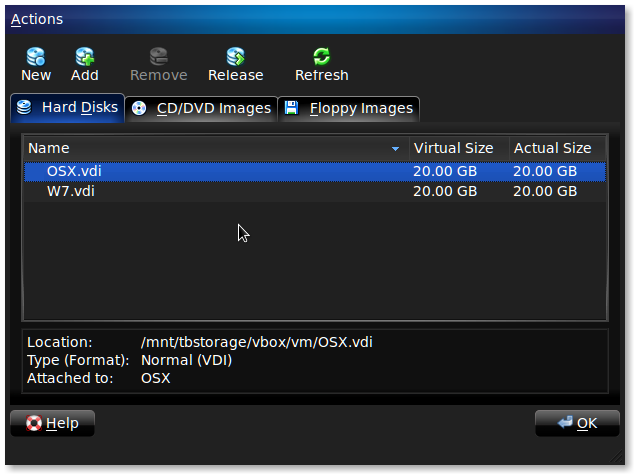 Actions
New Add Remove Release Refresh
Hard Disks CD/DVD Images Floppy Images
Name Virtual Size Actual Size
OSX.vdi 20.00 GB 20.00 GB
W7.vdi 20.00 GB 20.00 GB
Location: /mnt/tbstorage/vbox/vm/OSX.vdi
Type (Format): Normal (VDI)
Attached to: OSX
Help OK